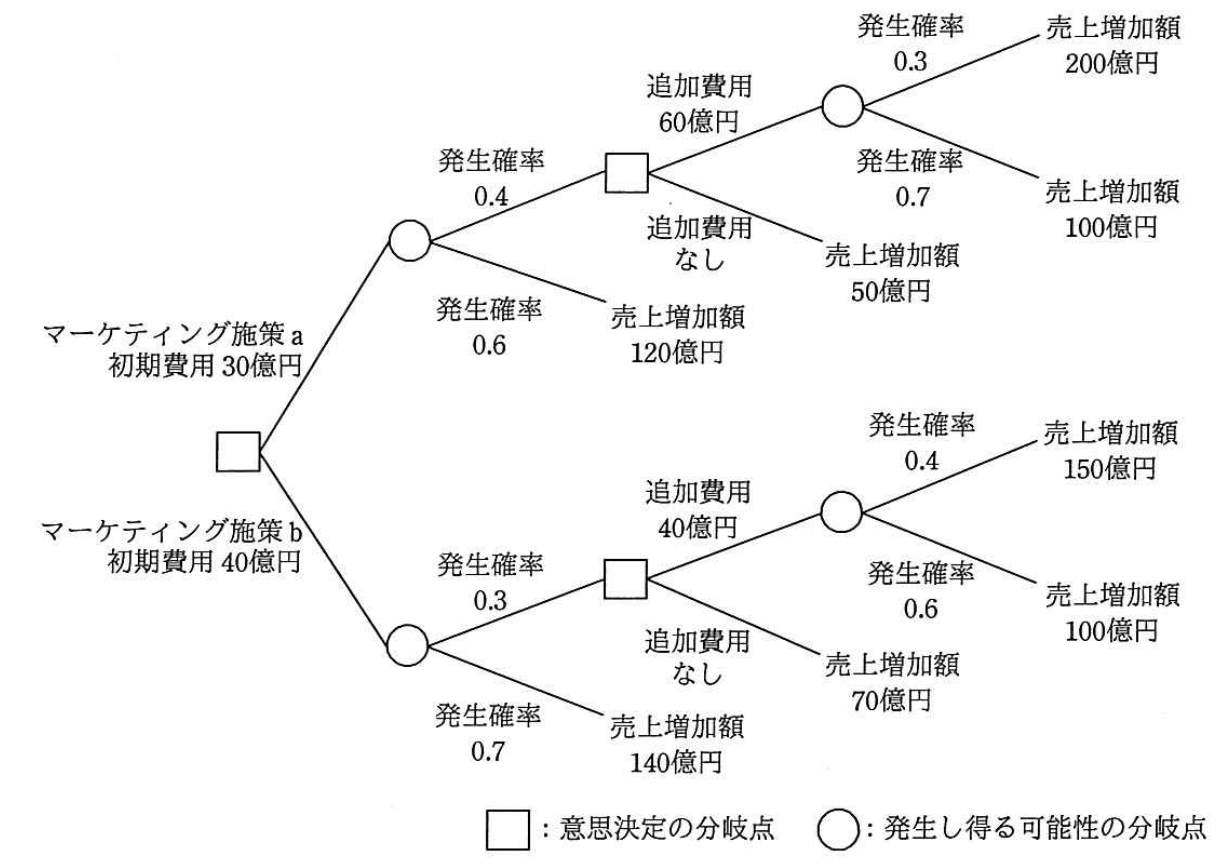 発生確率
0.3
売上増加額
200億円
追加費用
60億円
発生確率
0.7
売上増加額
100億円
発生確率
0.4
追加費用
なし
売上増加額
50億円
発生確率
0.6
売上増加額
120億円
マーケティング施策 a
初期費用 30億円
マーケティング施策 b
初期費用 40億円
発生確率
0.4
売上増加額
150億円
追加費用
40億円
発生確率
0.6
売上増加額
100億円
発生確率
0.3
追加費用
なし
売上増加額
70億円
発生確率
0.7
売上増加額
140億円
：意思決定の分岐点
：発生し得る可能性の分岐点